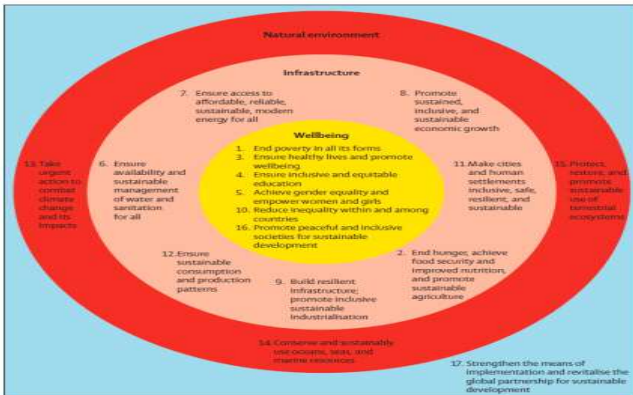 Natural environment
Infrastructure
7. Ensure access to
affordable, reliable,
sustainable, modern
energy for all
8. Promote
sustained,
inclusive, and
sustainable
economic growth
Wellbeing
1. End poverty in all its forms
3. Ensure healthy lives and promote
wellbeing
4. Ensure inclusive and equitable
education
5. Achieve gender equality and
empower women and girls
10. Reduce inequality within and among
countries
16. Promote peaceful and inclusive
societies for sustainable
development
13. Take
urgent
action to
combat
climate
change
and its
impacts
6. Ensure
availability and
sustainable
management
of water and
sanitation
for all
11. Make cities
and human
settlements
inclusive, safe,
resilient, and
sustainable
15. Protect,
restore, and
promote
sustainable
use of
terrestrial
ecosystems
12. Ensure
sustainable
consumption
and production
patterns
9. Build resilient
infrastructure;
promote inclusive
sustainable
industrialisation
2. End hunger, achieve
food security and
improved nutrition,
and promote
sustainable
agriculture
14. Conserve and sustainably
use oceans, seas, and
marine resources
17. Strengthen the means of
implementation and revitalise the
global partnership for sustainable
development